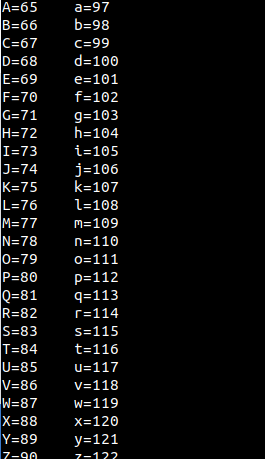 A=65 a=97
B=66 b=98
C=67 c=99
D=68 d=100
E=69 e=101
F=70 f=102
G=71 g=103
H=72 h=104
I=73 i=105
J=74 j=106
K=75 k=107
L=76 l=108
M=77 m=109
N=78 n=110
O=79 o=111
P=80 p=112
Q=81 q=113
R=82 r=114
S=83 s=115
T=84 t=116
U=85 u=117
V=86 v=118
W=87 w=119
X=88 x=120
Y=89 y=121
Z=90 z=122